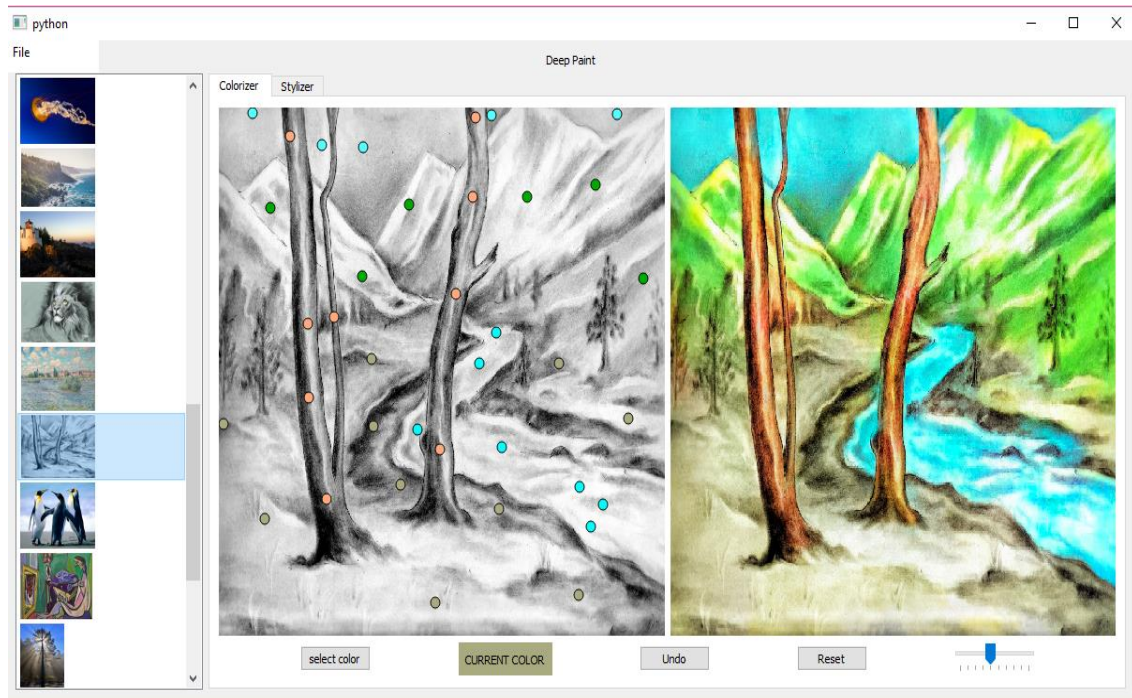 python
File
Deep Paint
Colorizer
Stylizer
select color
CURRENT COLOR
Undo
Reset